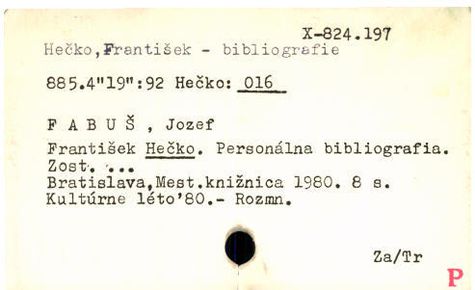 X-824.197
Hečko,František - bibliografie
885.4"19":92 Hečko: 016
F A B U Š , Jozef
František Hečko. Personálna bibliografia.
Zost. ...
Bratislava,Mest.knižnica 1980. 8 s.
Kultúrne léto'80.- Rozmn.
Za/Tr
P